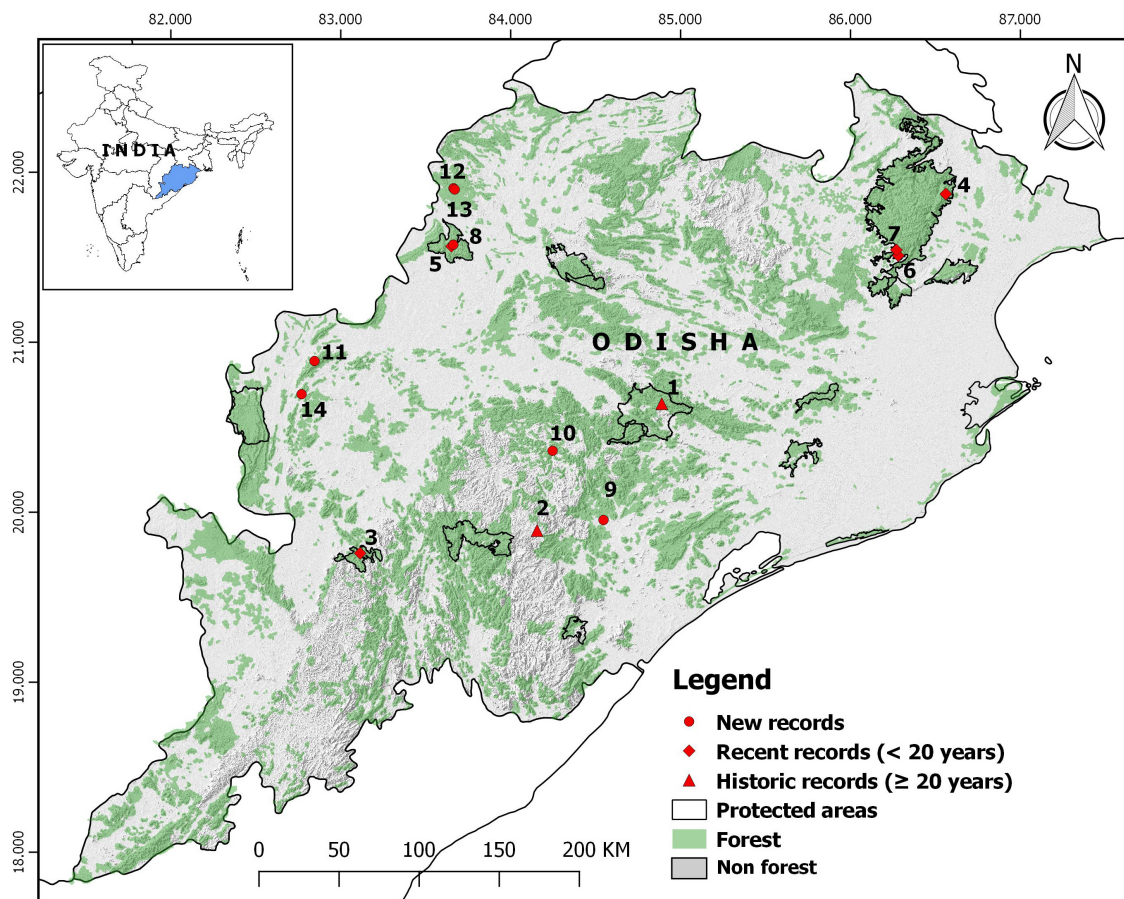 82.000 83.000 84.000 85.000 86.000 87.000
N
INDIA
22.000
12
13
8
5
4
7
6
21.000
ODISHA
11
14
1
10
9
20.000
2
3
19.000
Legend
New records
Recent records (< 20 years)
Historic records (≥ 20 years)
Protected areas
Forest
Non forest
18.000
0 50 100 150 200 KM